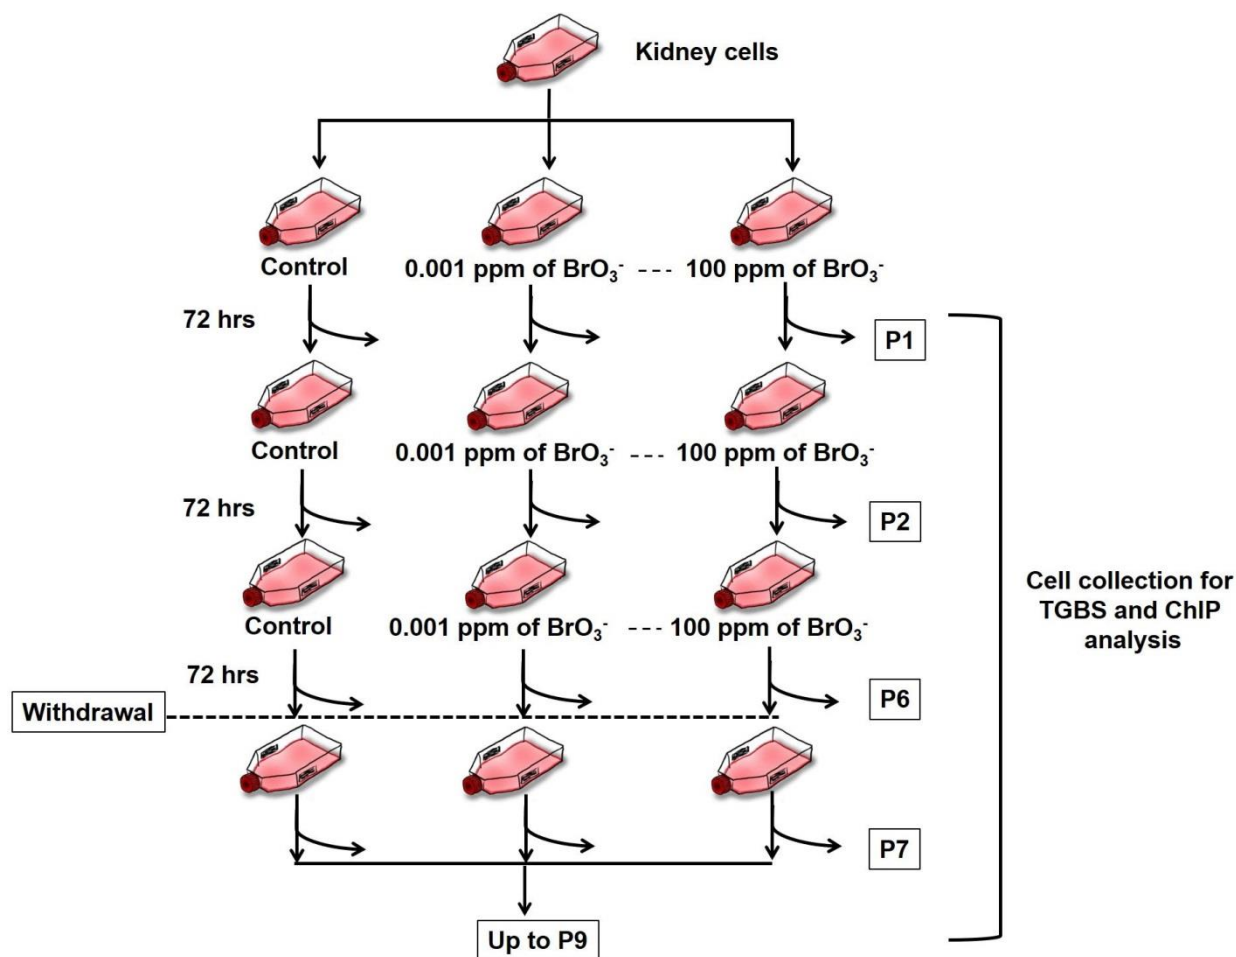 Kidney cells
Control
0.001 ppm of BrO₃⁻ --- 100 ppm of BrO₃⁻
72 hrs
P1
Control
0.001 ppm of BrO₃⁻ --- 100 ppm of BrO₃⁻
72 hrs
P2
Control
0.001 ppm of BrO₃⁻ --- 100 ppm of BrO₃⁻
Cell collection for
TGBS and ChIP
analysis
72 hrs
P6
Withdrawal
P7
Up to P9